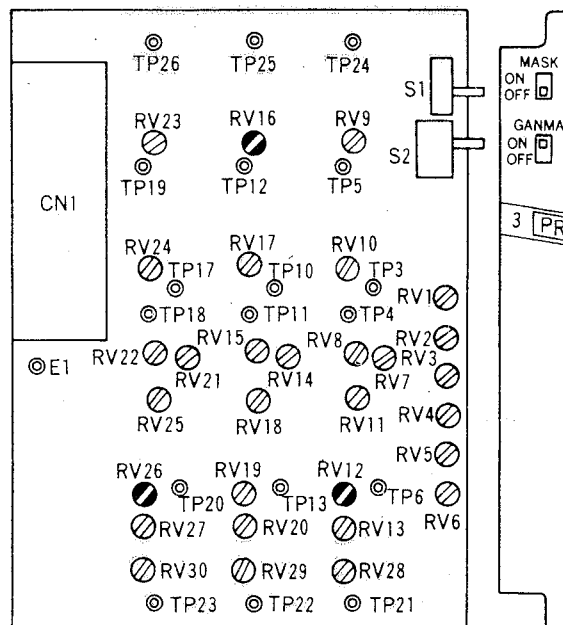 TP26 TP25 TP24
S1
MASK
ON
OFF
RV23 RV16 RV9
GANMA
ON
OFF
S2
TP19 TP12 TP5
CN1
3 PR
RV24 RV17 RV10
TP17 TP10 TP3
RV1
TP18 TP11 TP4
RV15 RV8 RV2
RV22 RV3
E1
RV21 RV14 RV7
RV25 RV18 RV11 RV4
RV5
RV26 RV19 RV12
TP20 TP13 TP6
RV6
RV27 RV20 RV13
RV30 RV29 RV28
TP23 TP22 TP21